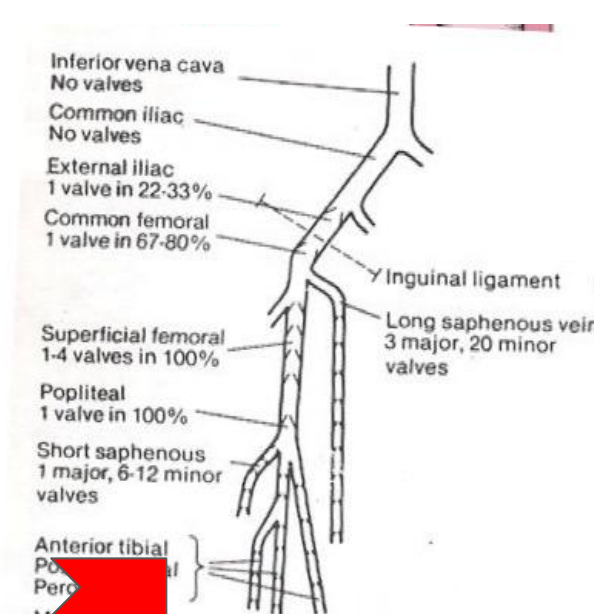 Inferior vena cava
No valves
Common iliac
No valves
External iliac
1 valve in 22-33%
Common femoral
1 valve in 67-80%
Inguinal ligament
Long saphenous vein
3 major, 20 minor
valves
Superficial femoral
1-4 valves in 100%
Popliteal
1 valve in 100%
Short saphenous
1 major, 6-12 minor
valves
Anterior tibial